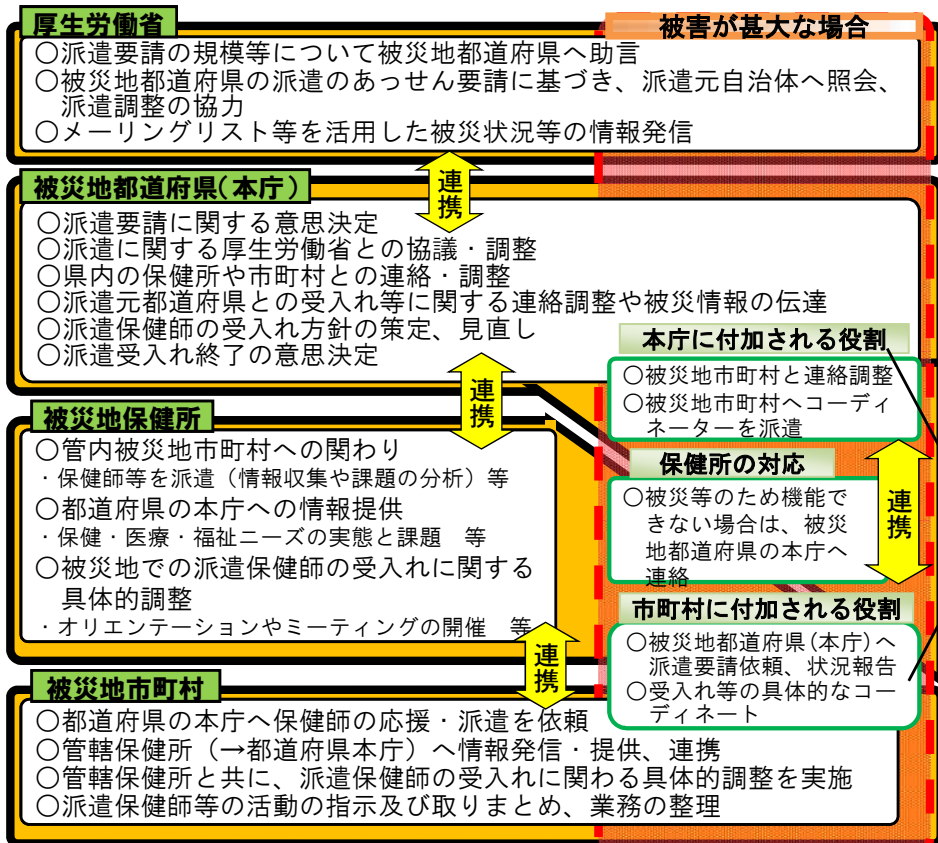 厚生労働省
被害が甚大な場合
○派遣要請の規模等について被災地都道府県へ助言
○被災地都道府県の派遣のあっせん要請に基づき、派遣元自治体へ照会、
派遣調整の協力
○メーリングリスト等を活用した被災状況等の情報発信
連携
被災地都道府県(本庁)
○派遣要請に関する意思決定
○派遣に関する厚生労働省との協議・調整
○県内の保健所や市町村との連絡・調整
○派遣元都道府県との受入れ等に関する連絡調整や被災情報の伝達
○派遣保健師の受入れ方針の策定、見直し
○派遣受入れ終了の意思決定
本庁に付加される役割
○被災地市町村と連絡調整
○被災地市町村へコーディ
ネーターを派遣
連携
被災地保健所
○管内被災地市町村への関わり
・保健師等を派遣（情報収集や課題の分析）等
○都道府県の本庁への情報提供
・保健・医療・福祉ニーズの実態と課題　等
○被災地での派遣保健師の受入れに関する
具体的調整
・オリエンテーションやミーティングの開催　等
保健所の対応
○被災等のため機能で
きない場合は、被災
地都道府県の本庁へ
連絡
連携
市町村に付加される役割
○被災地都道府県(本庁)へ
派遣要請依頼、状況報告
○受入れ等の具体的なコー
ディネート
連携
被災地市町村
○都道府県の本庁へ保健師の応援・派遣を依頼
○管轄保健所（→都道府県本庁）へ情報発信・提供、連携
○管轄保健所と共に、派遣保健師の受入れに関わる具体的調整を実施
○派遣保健師等の活動の指示及び取りまとめ、業務の整理